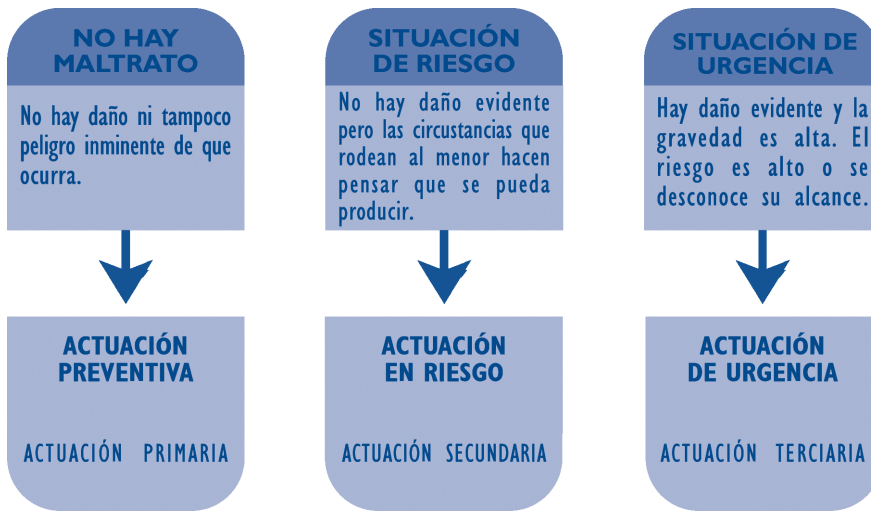 NO HAY
MALTRATO
No hay daño ni tampoco
peligro inminente de que
ocurra.
ACTUACIÓN
PREVENTIVA
ACTUACIÓN PRIMARIA
SITUACIÓN
DE RIESGO
No hay daño evidente
pero las circustancias que
rodean al menor hacen
pensar que se pueda
producir.
ACTUACIÓN
EN RIESGO
ACTUACIÓN SECUNDARIA
SITUACIÓN DE
URGENCIA
Hay daño evidente y la
gravedad es alta. El
riesgo es alto o se
desconoce su alcance.
ACTUACIÓN
DE URGENCIA
ACTUACIÓN TERCIARIA